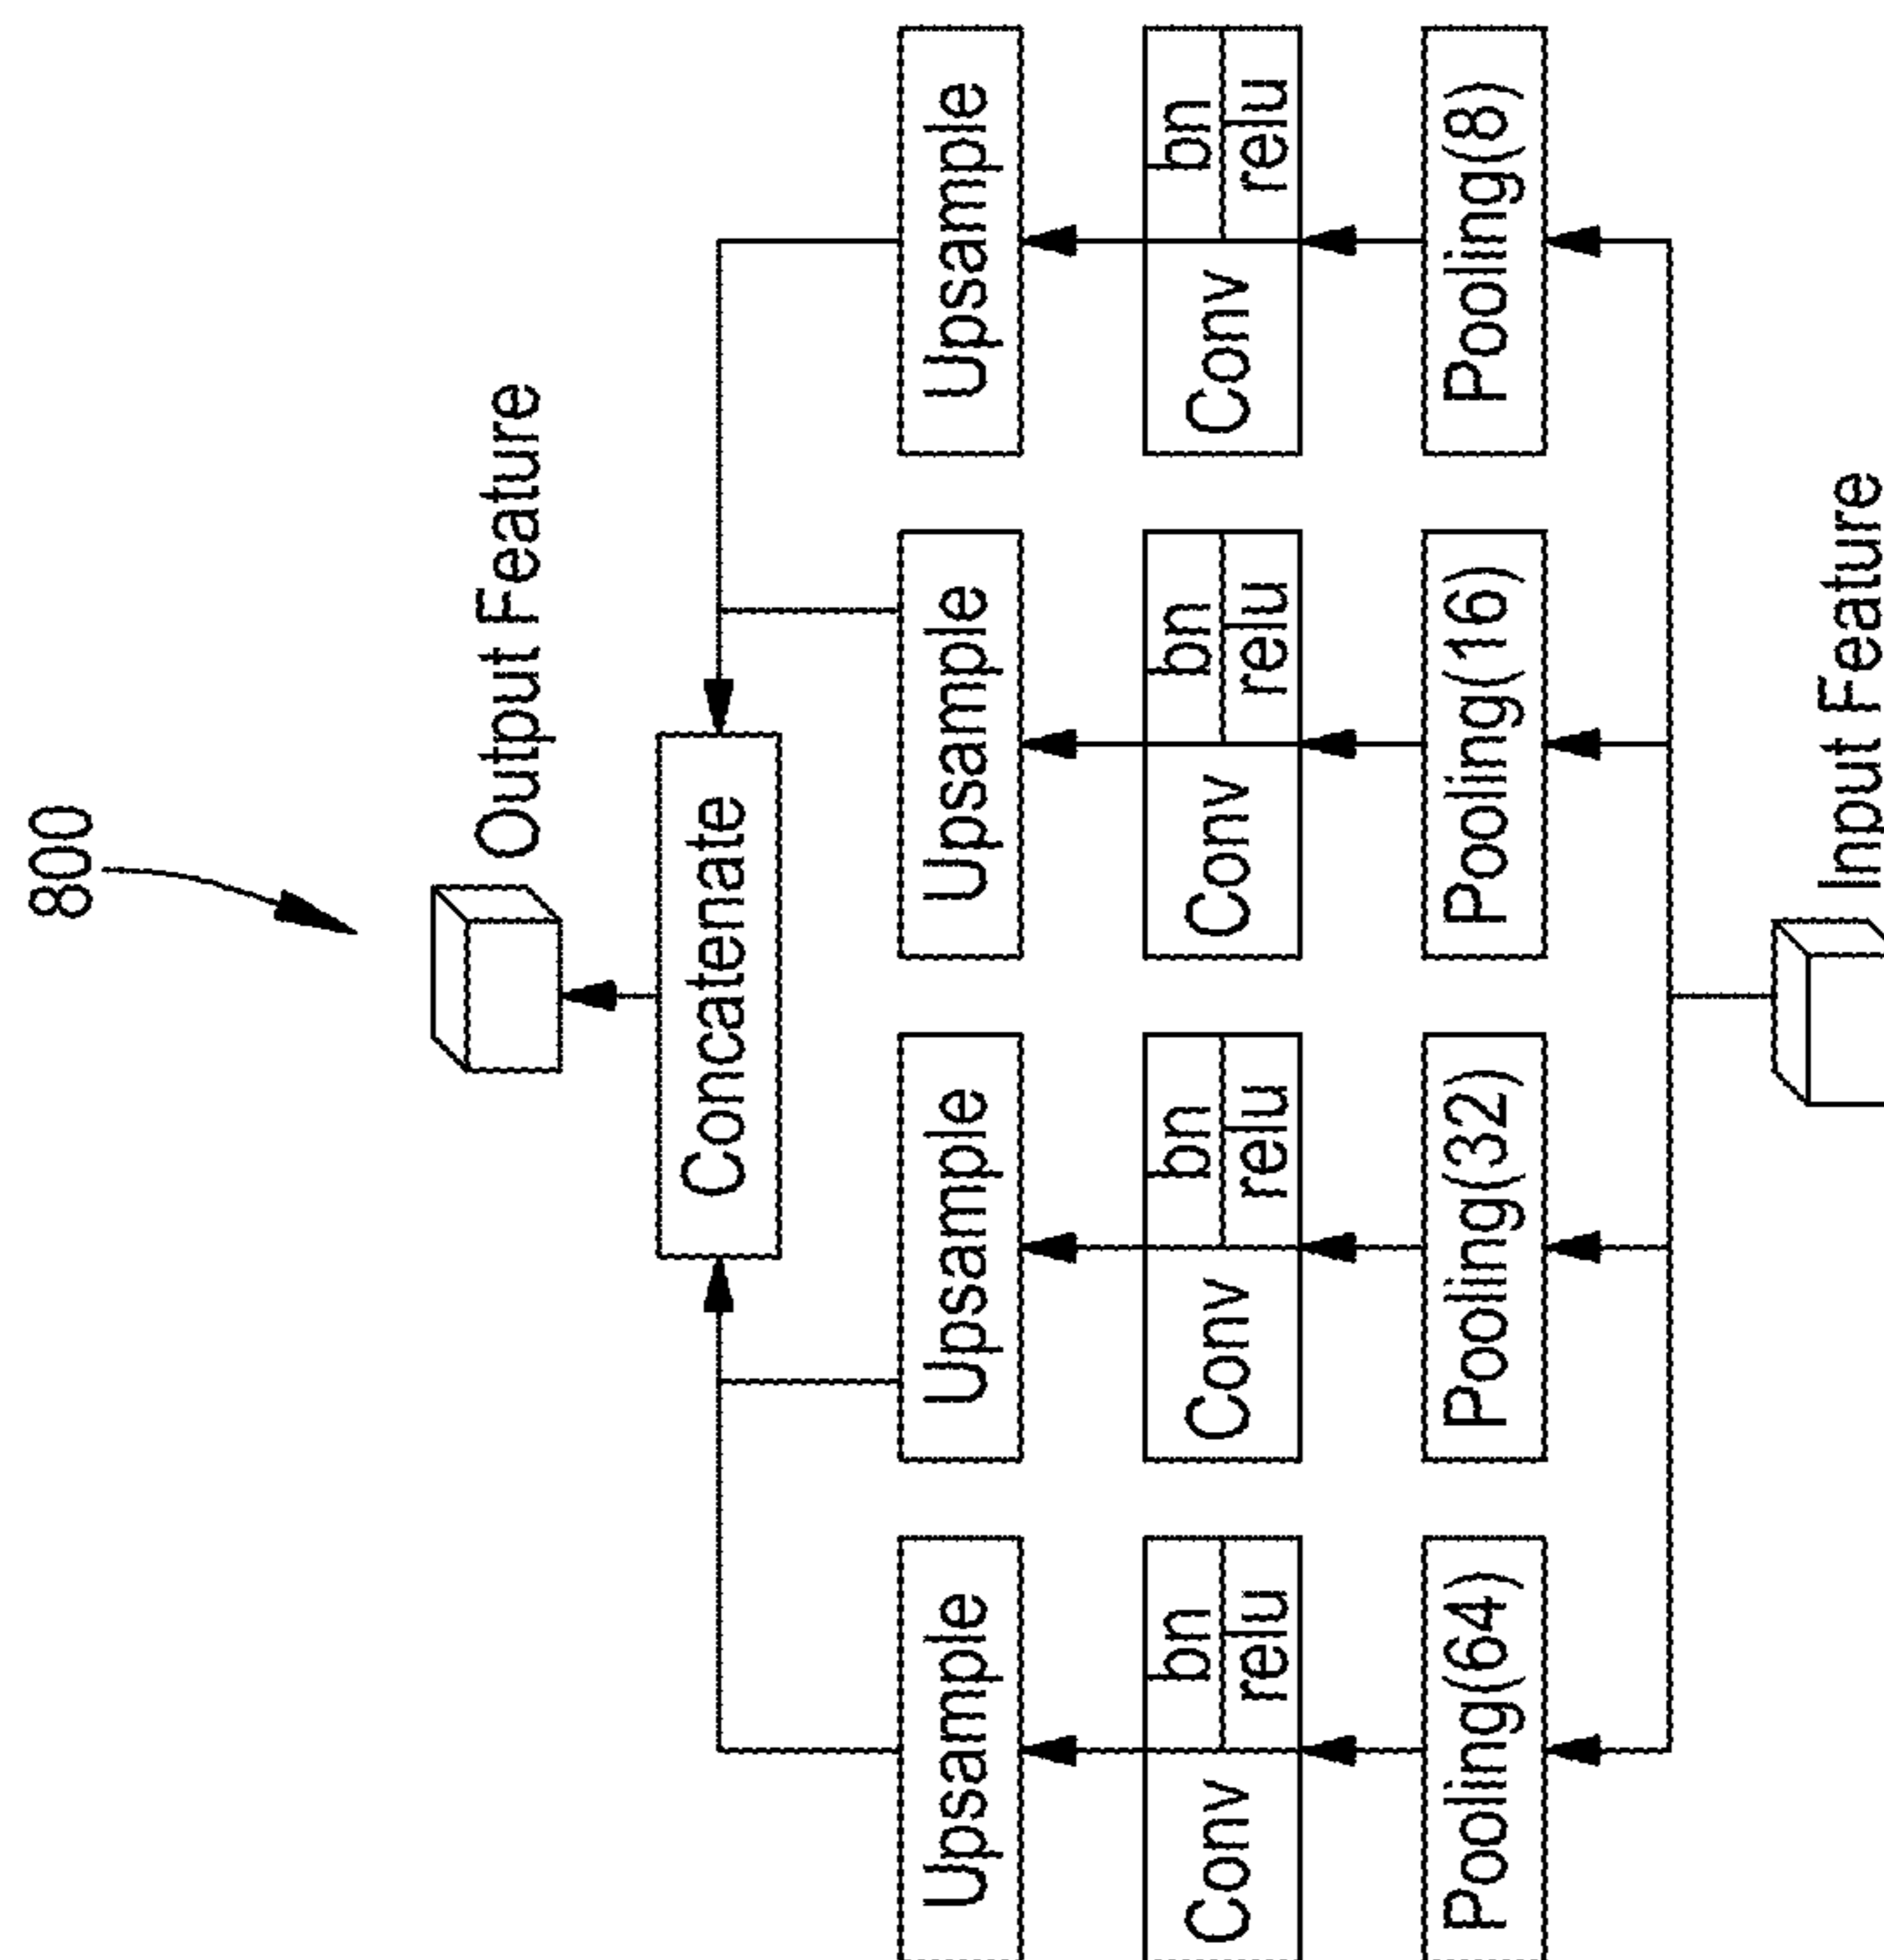 800
Output Feature
Concatenate
Upsample
Upsample
Upsample
Upsample
Conv
bn
relu
Conv
bn
relu
Conv
bn
relu
Conv
bn
relu
Pooling(64)
Pooling(32)
Pooling(16)
Pooling(8)
Input Feature